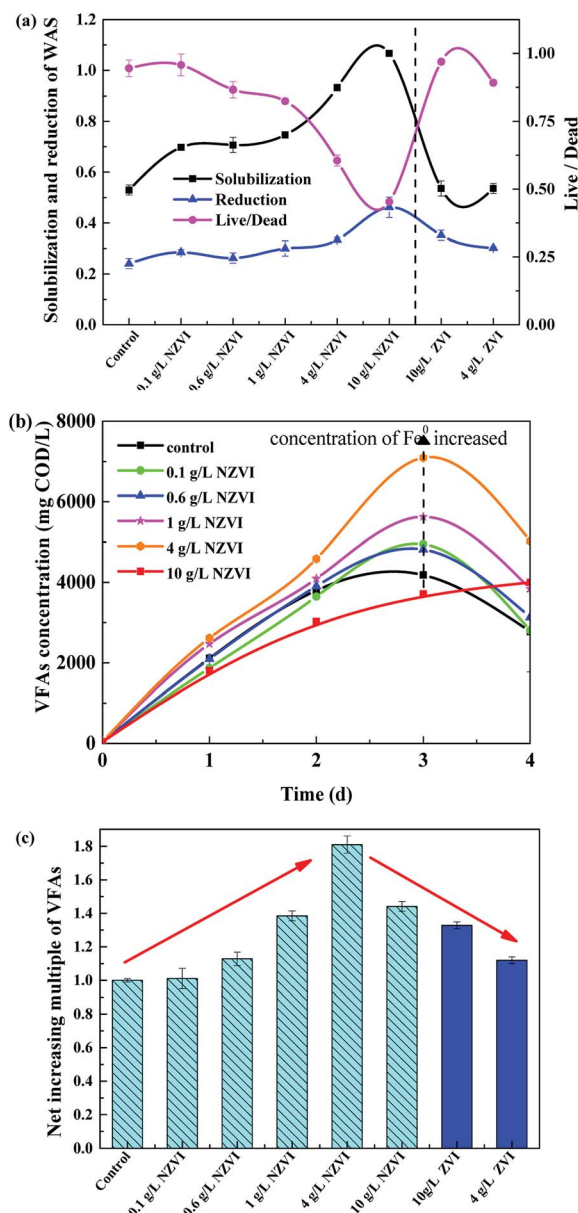 (a)
Solubilization and reduction of WAS
1.2
1.0
0.8
0.6
0.4
0.2
0.0
Solubilization
Reduction
Live/Dead
1.00
0.75
0.50
0.25
0.00
Live / Dead
Control
0.1 g/L NZVI
0.6 g/L NZVI
1 g/L NZVI
4 g/L NZVI
10 g/L NZVI
10g/L ZVI
4 g/L ZVI
(b)
VFAs concentration (mg COD/L)
8000
6000
4000
2000
0
control
0.1 g/L NZVI
0.6 g/L NZVI
1 g/L NZVI
4 g/L NZVI
10 g/L NZVI
concentration of Fe0 increased
0 1 2 3 4
Time (d)
(c)
Net increasing multiple of VFAs
1.8
1.6
1.4
1.2
1.0
0.8
0.6
0.4
0.2
0.0
Control
0.1 g/L NZVI
0.6 g/L NZVI
1 g/L NZVI
4 g/L NZVI
10 g/L NZVI
10g/L ZVI
4 g/L ZVI